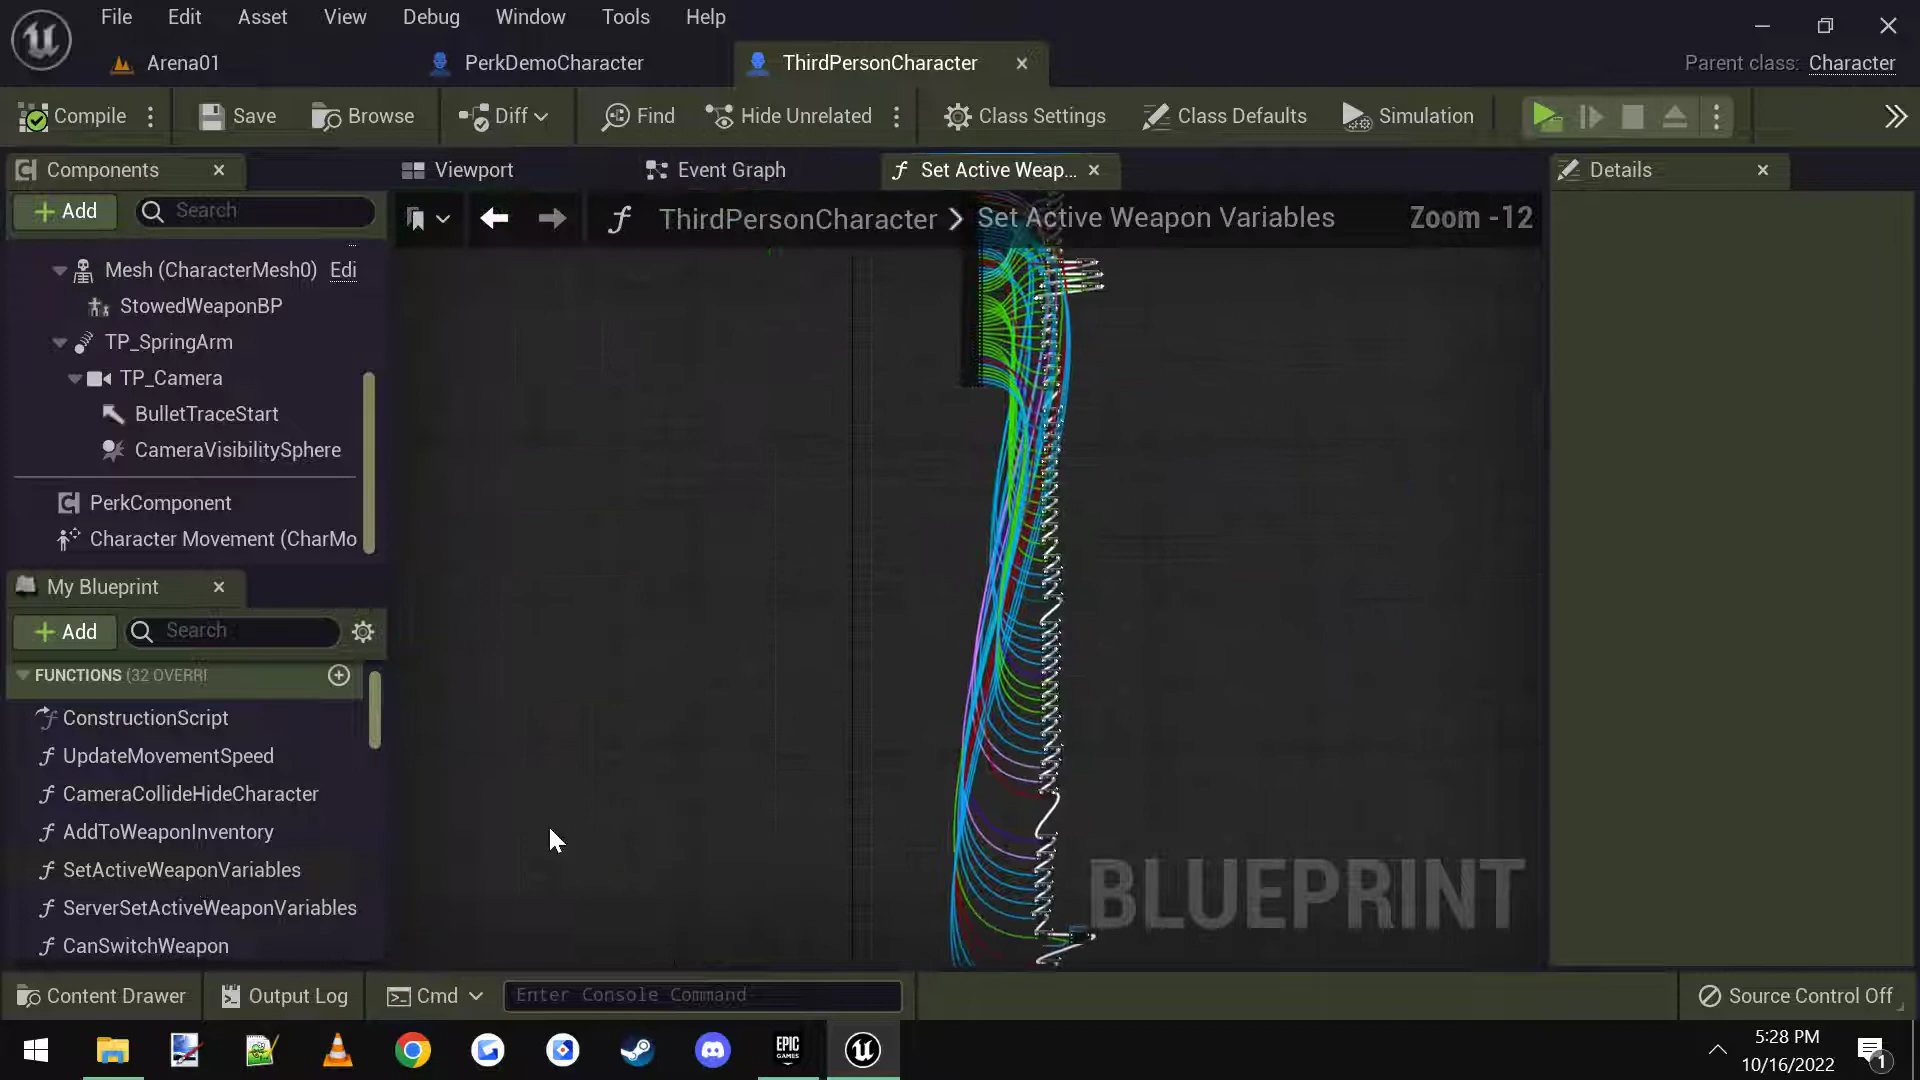 File Edit Asset View Debug Window Tools Help
Arena01 PerkDemoCharacter ThirdPersonCharacter Parent class: Character
Compile Save Browse Diff Find Hide Unrelated Class Settings Class Defaults Simulation
Components Viewport Event Graph Set Active Weap... Details
Add Search ThirdPersonCharacter > Set Active Weapon Variables Zoom -12
Mesh (CharacterMesh0) Edi
StowedWeaponBP
TP_SpringArm
TP_Camera
BulletTraceStart
CameraVisibilitySphere
PerkComponent
Character Movement (CharMo
My Blueprint
Add Search
FUNCTIONS (32 OVERRI
ConstructionScript
UpdateMovementSpeed
CameraCollideHideCharacter
AddToWeaponInventory
SetActiveWeaponVariables
ServerSetActiveWeaponVariables
CanSwitchWeapon
BLUEPRINT
Content Drawer Output Log Cmd Enter Console Command Source Control Off
EPIC GAMES
5:28 PM
10/16/2022
1